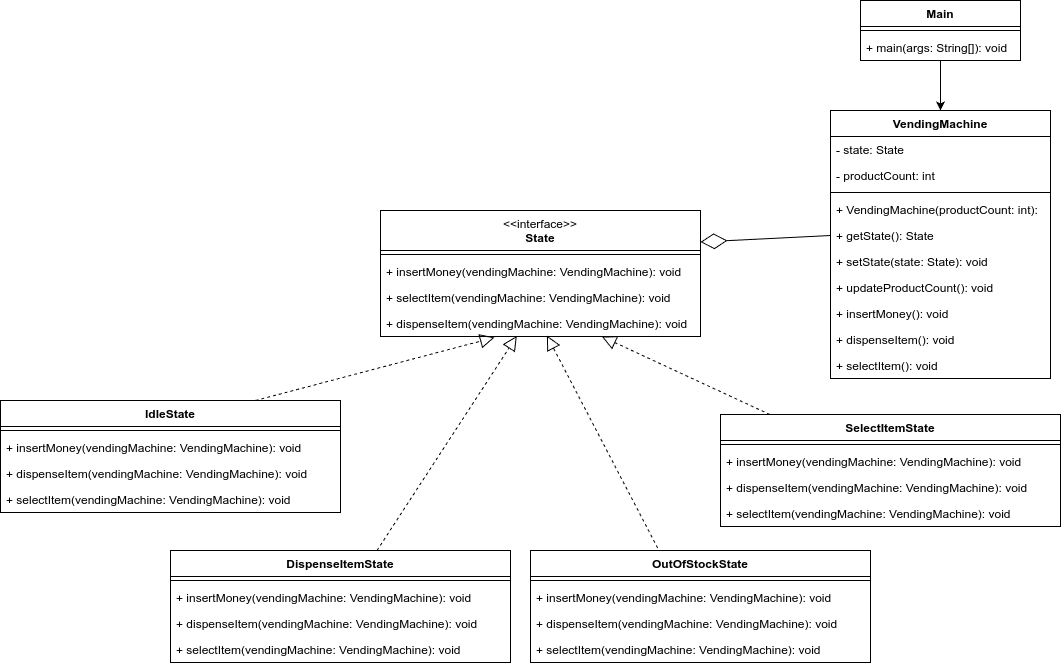 Main
+ main(args: String[]): void
VendingMachine
- state: State
- productCount: int
+ VendingMachine(productCount: int):
+ getState(): State
+ setState(state: State): void
+ updateProductCount(): void
+ insertMoney(): void
+ dispenseItem(): void
+ selectItem(): void
<<interface>>
State
+ insertMoney(vendingMachine: VendingMachine): void
+ selectItem(vendingMachine: VendingMachine): void
+ dispenseItem(vendingMachine: VendingMachine): void
IdleState
+ insertMoney(vendingMachine: VendingMachine): void
+ dispenseItem(vendingMachine: VendingMachine): void
+ selectItem(vendingMachine: VendingMachine): void
SelectItemState
+ insertMoney(vendingMachine: VendingMachine): void
+ dispenseItem(vendingMachine: VendingMachine): void
+ selectItem(vendingMachine: VendingMachine): void
DispenseItemState
+ insertMoney(vendingMachine: VendingMachine): void
+ dispenseItem(vendingMachine: VendingMachine): void
+ selectItem(vendingMachine: VendingMachine): void
OutOfStockState
+ insertMoney(vendingMachine: VendingMachine): void
+ dispenseItem(vendingMachine: VendingMachine): void
+ selectItem(vendingMachine: VendingMachine): void